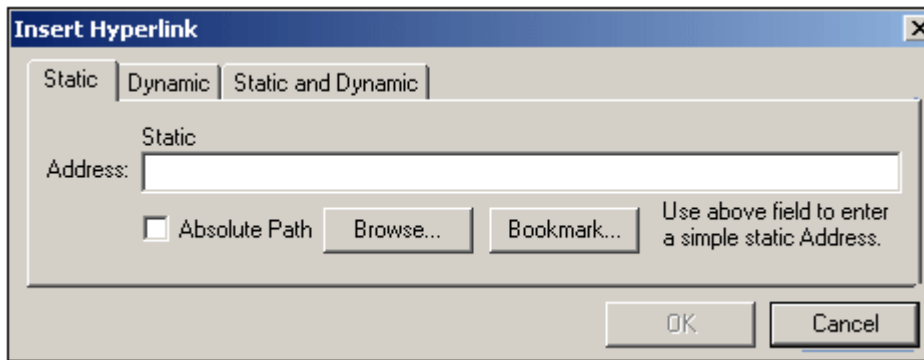 Insert Hyperlink
Static Dynamic Static and Dynamic
Static
Address:
Absolute Path Browse... Bookmark... Use above field to enter
a simple static Address.
OK Cancel